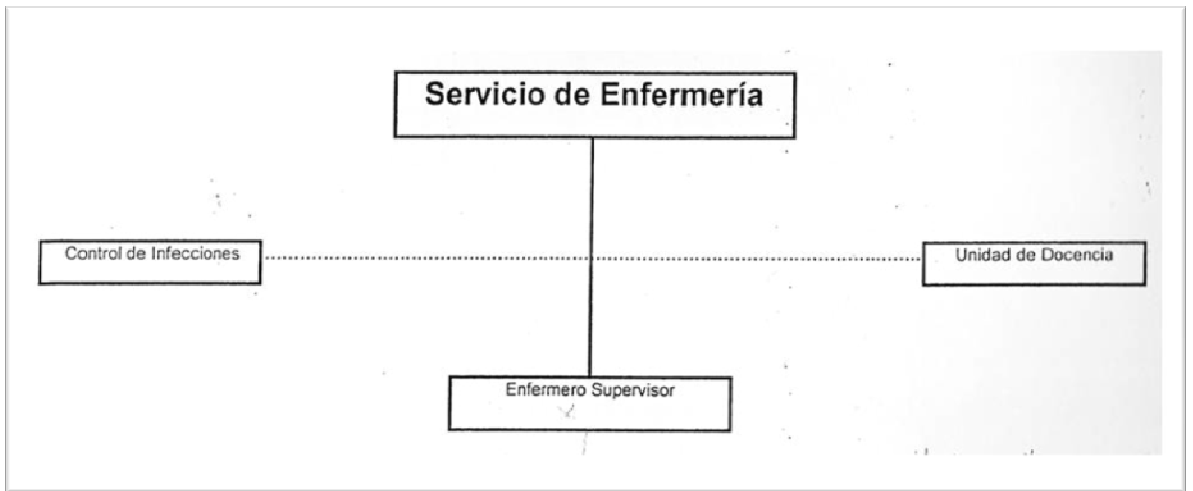 Servicio de Enfermería
Control de Infecciones
Unidad de Docencia
Enfermero Supervisor